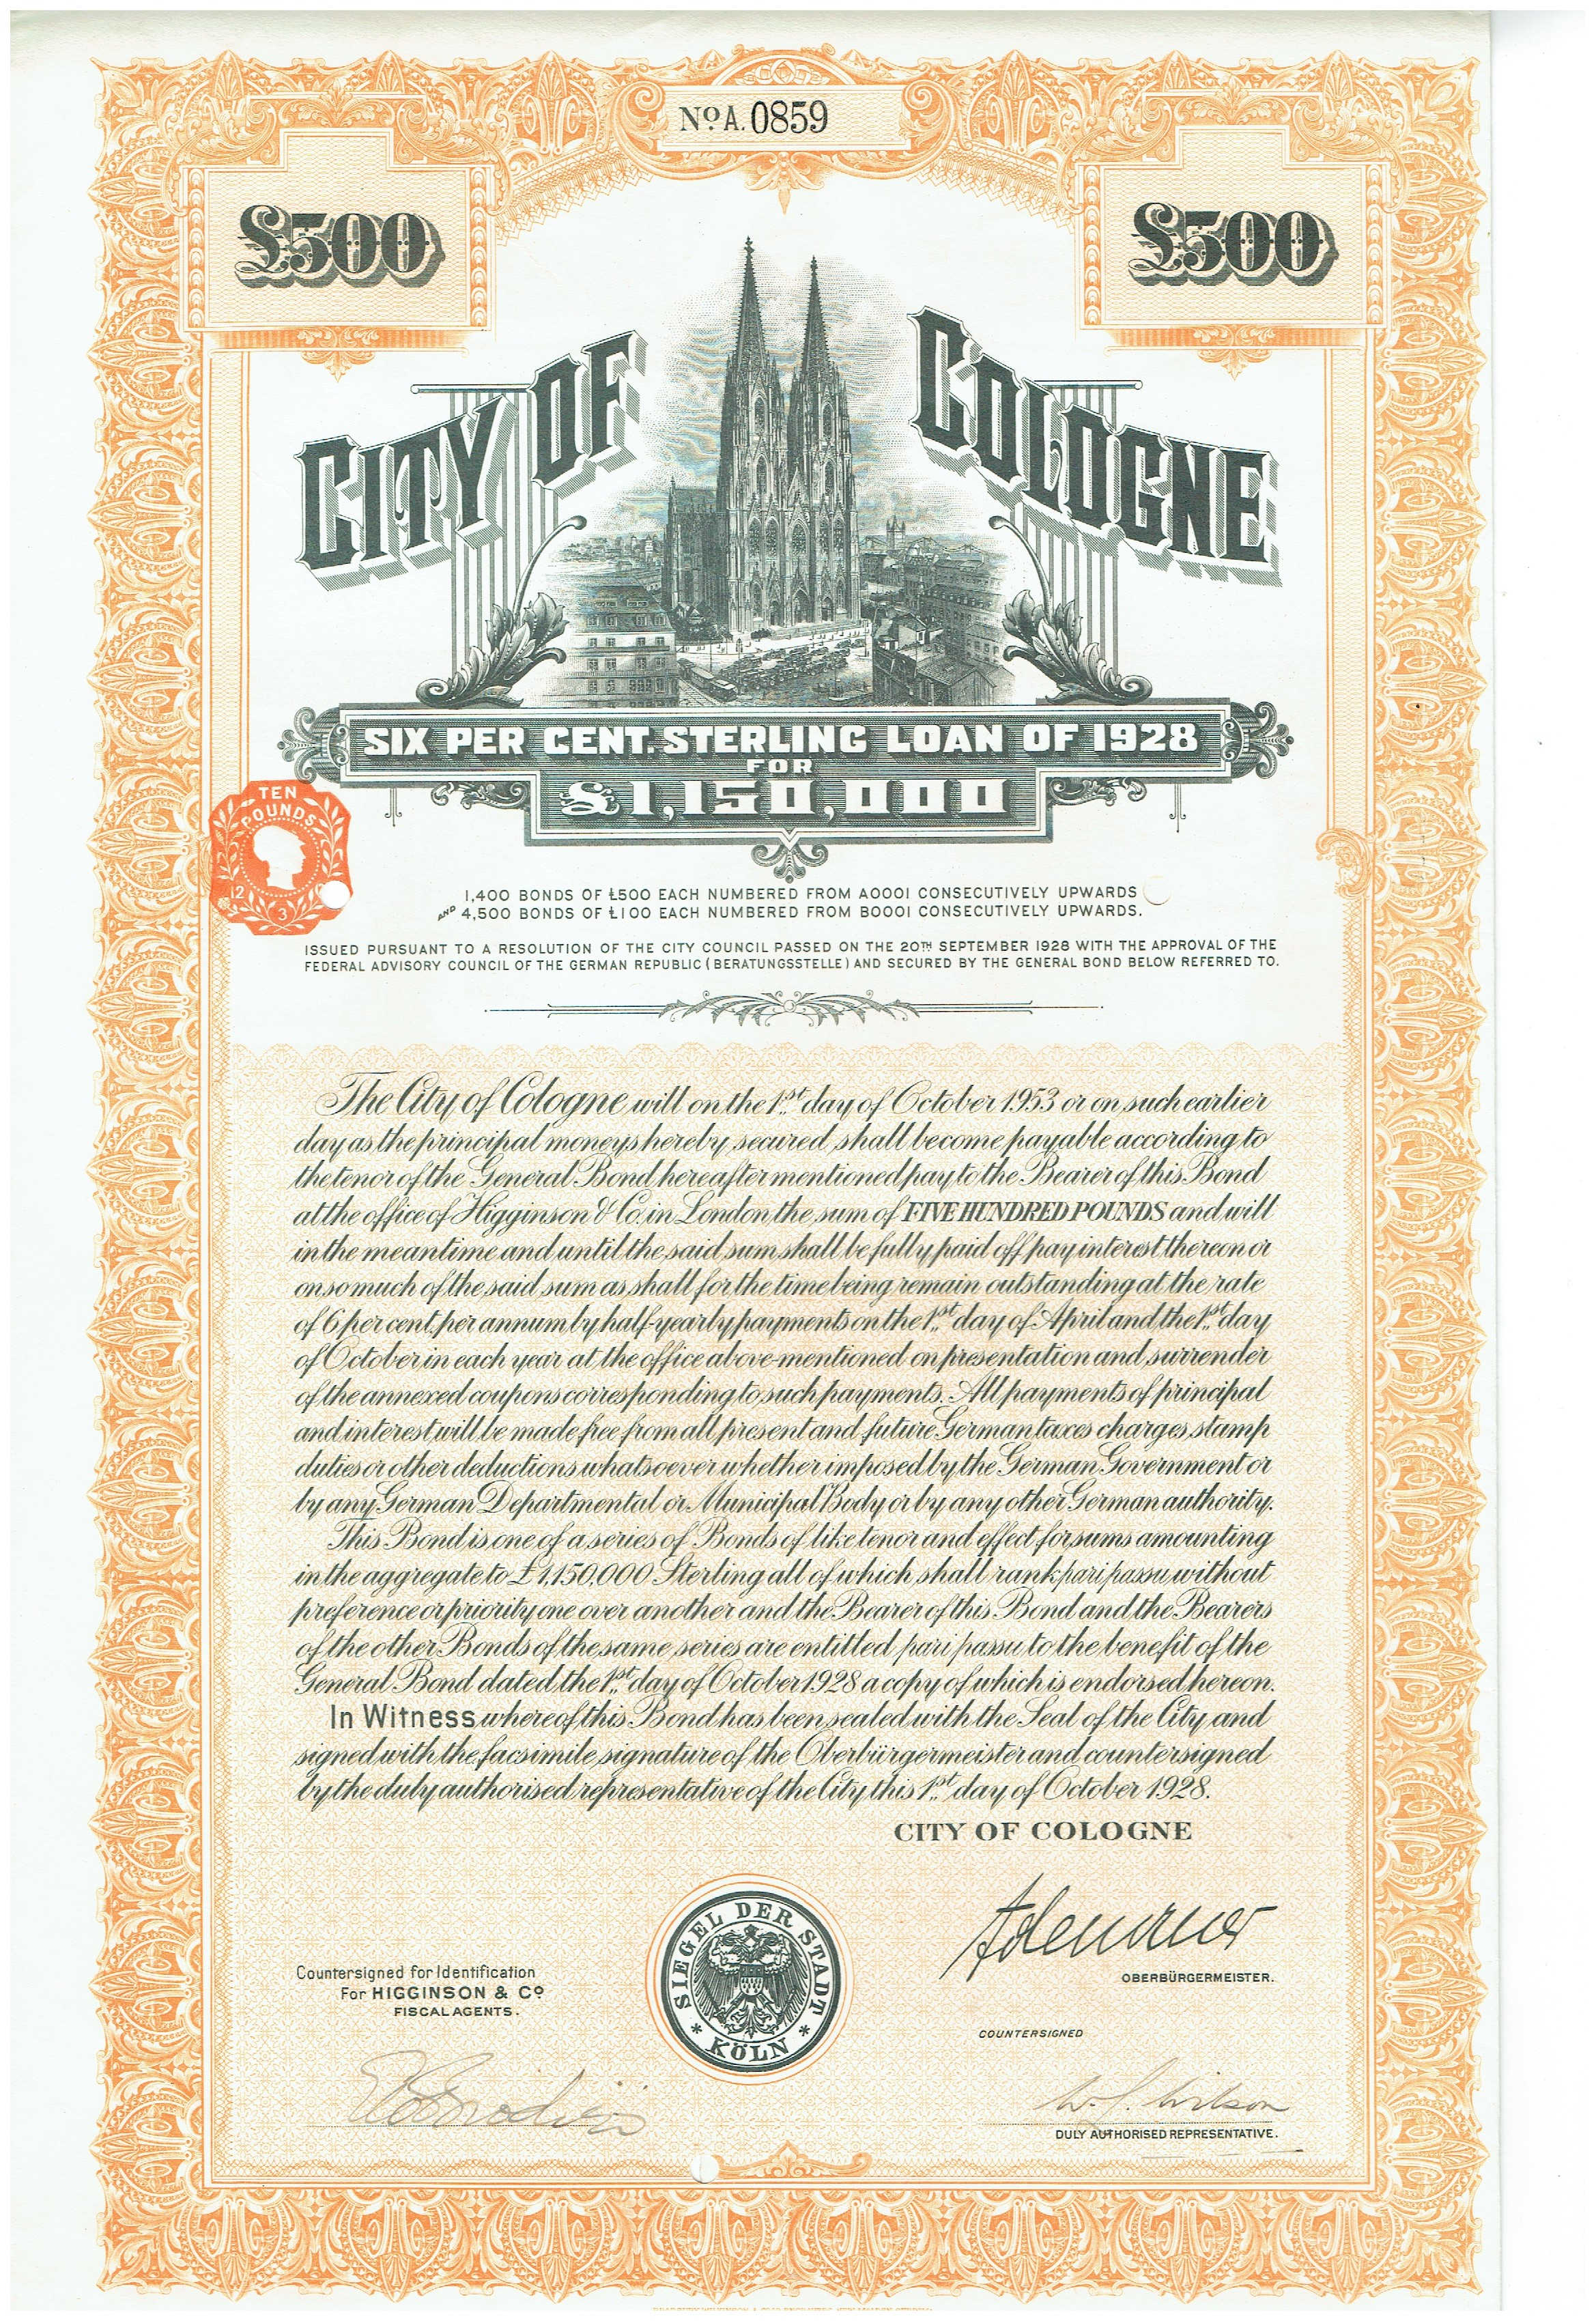 No. A. 0859
£500 £500
CITY OF COLOGNE
SIX PER CENT. STERLING LOAN OF 1928
FOR
£1,150,000
TEN
POUNDS
12
3
1,400 BONDS OF £500 EACH NUMBERED FROM A0001 CONSECUTIVELY UPWARDS
AND 4,500 BONDS OF £100 EACH NUMBERED FROM B0001 CONSECUTIVELY UPWARDS.
ISSUED PURSUANT TO A RESOLUTION OF THE CITY COUNCIL PASSED ON THE 20TH SEPTEMBER 1928 WITH THE APPROVAL OF THE
FEDERAL ADVISORY COUNCIL OF THE GERMAN REPUBLIC (BERATUNGSSTELLE) AND SECURED BY THE GENERAL BOND BELOW REFERRED TO.
The City of Cologne will on the 1st day of October 1953 or on such earlier
day as the principal moneys hereby secured shall become payable according to
the tenor of the General Bond hereafter mentioned pay to the Bearer of this Bond
at the office of Higginson & Co. in London the sum of FIVE HUNDRED POUNDS and will
in the meantime and until the said sum shall be fully paid off pay interest thereon or
on so much of the said sum as shall for the time being remain outstanding at the rate
of 6 per cent. per annum by half-yearly payments on the 1st day of April and the 1st day
of October in each year at the office above-mentioned on presentation and surrender
of the annexed coupons corresponding to such payments. All payments of principal
and interest will be made free from all present and future German taxes charges, stamp
duties or other deductions whatsoever whether imposed by the German Government or
by any German Departmental or Municipal Body or by any other German authority.
This Bond is one of a series of Bonds of like tenor and effect for sums amounting
in the aggregate to £1,150,000 Sterling all of which shall rank pari passu without
preference or priority one over another and the Bearer of this Bond and the Bearers
of the other Bonds of the same series are entitled pari passu to the benefit of the
General Bond dated the 1st day of October 1928 a copy of which is endorsed hereon.
In Witness whereof this Bond has been sealed with the Seal of the City and
signed with the facsimile signature of the Oberbürgermeister and countersigned
by the duly authorised representative of the City this 1st day of October 1928.
CITY OF COLOGNE
Adenauer
OBERBÜRGERMEISTER.
SIEGEL DER STADT
* KÖLN *
Countersigned for Identification
For HIGGINSON & Co
FISCAL AGENTS.
COUNTERSIGNED
W. J. Wilson
DULY AUTHORISED REPRESENTATIVE.